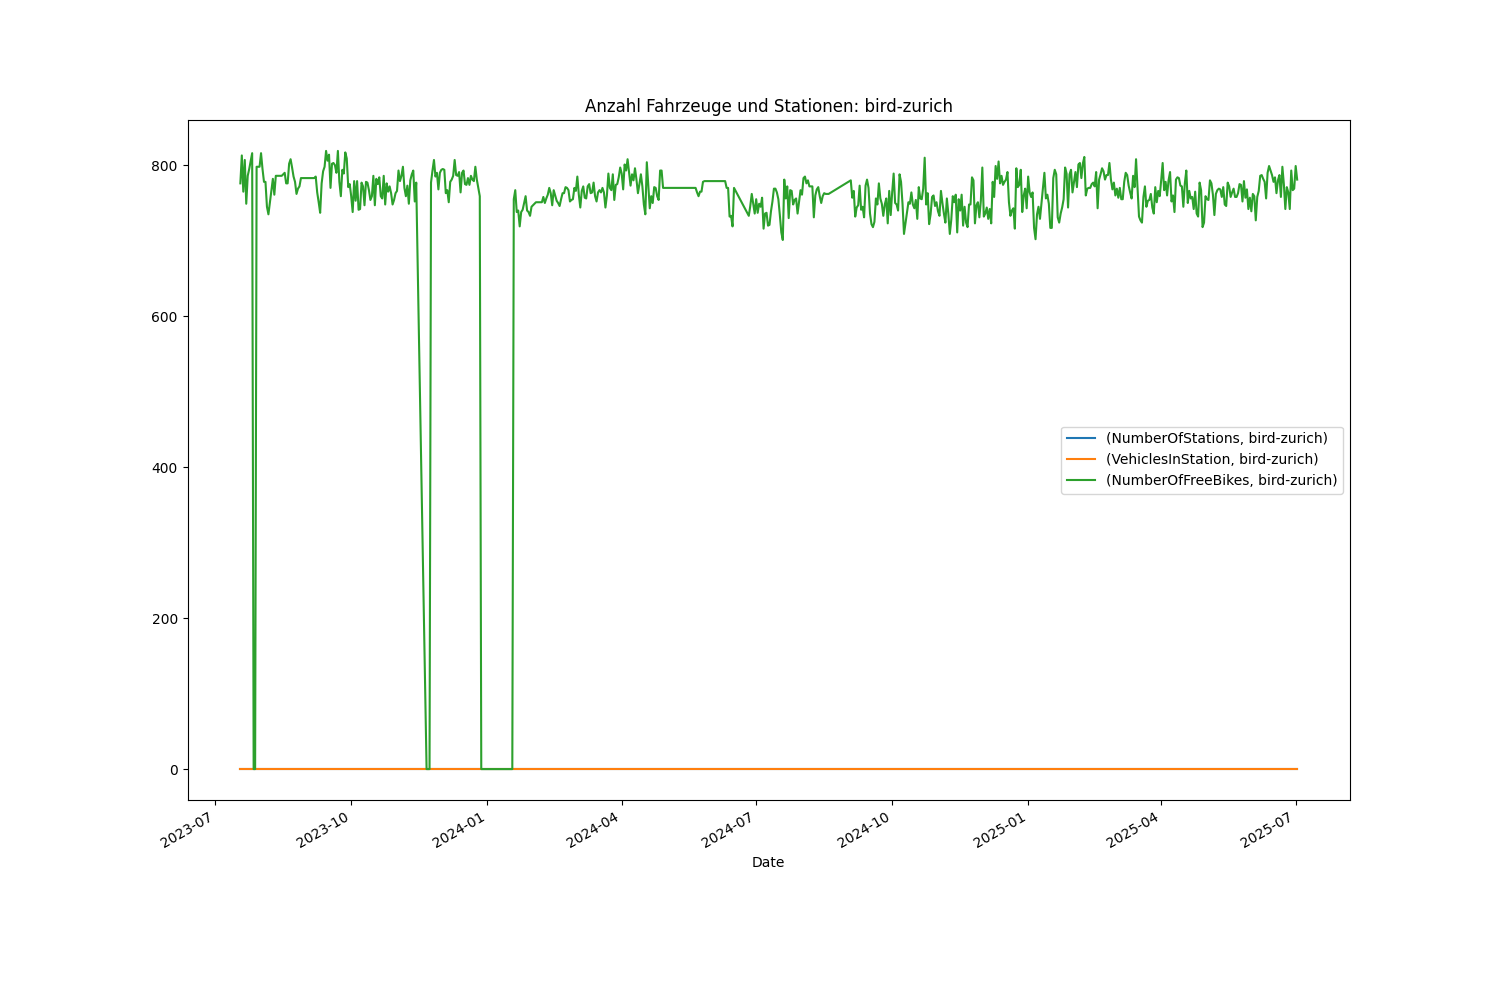 Anzahl Fahrzeuge und Stationen: bird-zurich
800
600
400
200
0
(NumberOfStations, bird-zurich)
(VehiclesInStation, bird-zurich)
(NumberOfFreeBikes, bird-zurich)
2023-07
2023-10
2024-01
2024-04
2024-07
2024-10
2025-01
2025-04
2025-07
Date